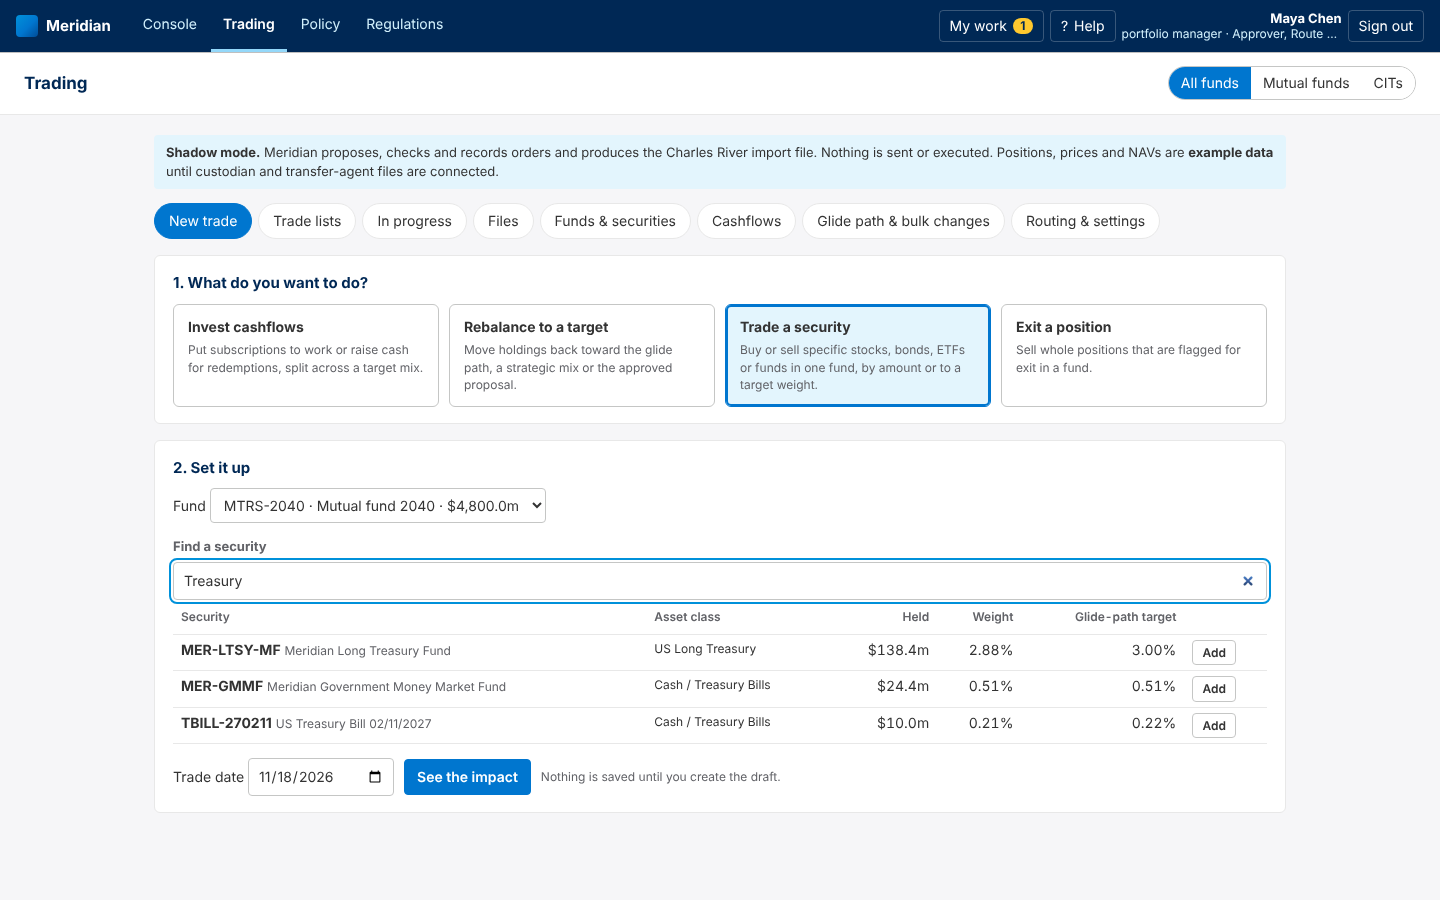 Meridian Console Trading Policy Regulations My work 1 ? Help Maya Chen Sign out
portfolio manager · Approver, Route ...
Trading All funds Mutual funds CITs
Shadow mode. Meridian proposes, checks and records orders and produces the Charles River import file. Nothing is sent or executed. Positions, prices and NAVs are example data
until custodian and transfer-agent files are connected.
New trade Trade lists In progress Files Funds & securities Cashflows Glide path & bulk changes Routing & settings
1. What do you want to do?
Invest cashflows
Put subscriptions to work or raise cash
for redemptions, split across a target mix.
Rebalance to a target
Move holdings back toward the glide
path, a strategic mix or the approved
proposal.
Trade a security
Buy or sell specific stocks, bonds, ETFs
or funds in one fund, by amount or to a
target weight.
Exit a position
Sell whole positions that are flagged for
exit in a fund.
2. Set it up
Fund MTRS-2040 · Mutual fund 2040 · $4,800.0m
Find a security
Treasury ×
Security Asset class Held Weight Glide-path target
MER-LTSY-MF Meridian Long Treasury Fund US Long Treasury $138.4m 2.88% 3.00% Add
MER-GMMF Meridian Government Money Market Fund Cash / Treasury Bills $24.4m 0.51% 0.51% Add
TBILL-270211 US Treasury Bill 02/11/2027 Cash / Treasury Bills $10.0m 0.21% 0.22% Add
Trade date 11/18/2026 See the impact Nothing is saved until you create the draft.